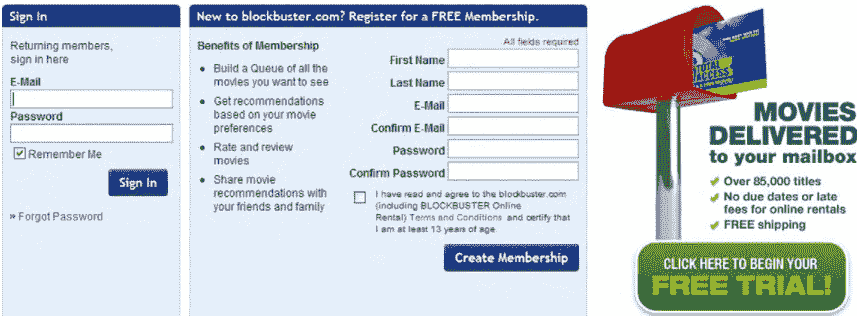 Sign In
Returning members,
sign in here
E-Mail
Password
Remember Me
Sign In
» Forgot Password
New to blockbuster.com? Register for a FREE Membership.
Benefits of Membership
• Build a Queue of all the
movies you want to see
• Get recommendations
based on your movie
preferences
• Rate and review
movies
• Share movie
recommendations with
your friends and family
All fields required
First Name
Last Name
E-Mail
Confirm E-Mail
Password
Confirm Password
I have read and agree to the blockbuster.com
(including BLOCKBUSTER Online
Rental) Terms and Conditions and certify that
I am at least 13 years of age.
Create Membership
TOTAL
ACCESS
MOVIES
DELIVERED
to your mailbox
Over 85,000 titles
No due dates or late
fees for online rentals
FREE shipping
CLICK HERE TO BEGIN YOUR
FREE TRIAL!